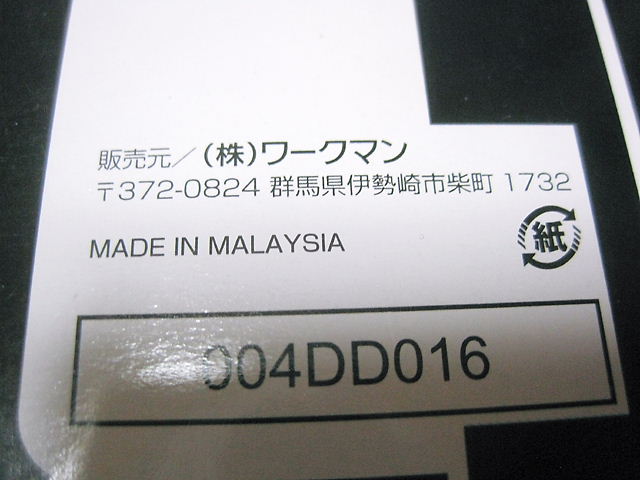 販売元／(株)ワークマン
〒372-0824 群馬県伊勢崎市柴町 1732
MADE IN MALAYSIA
紙
904DD016